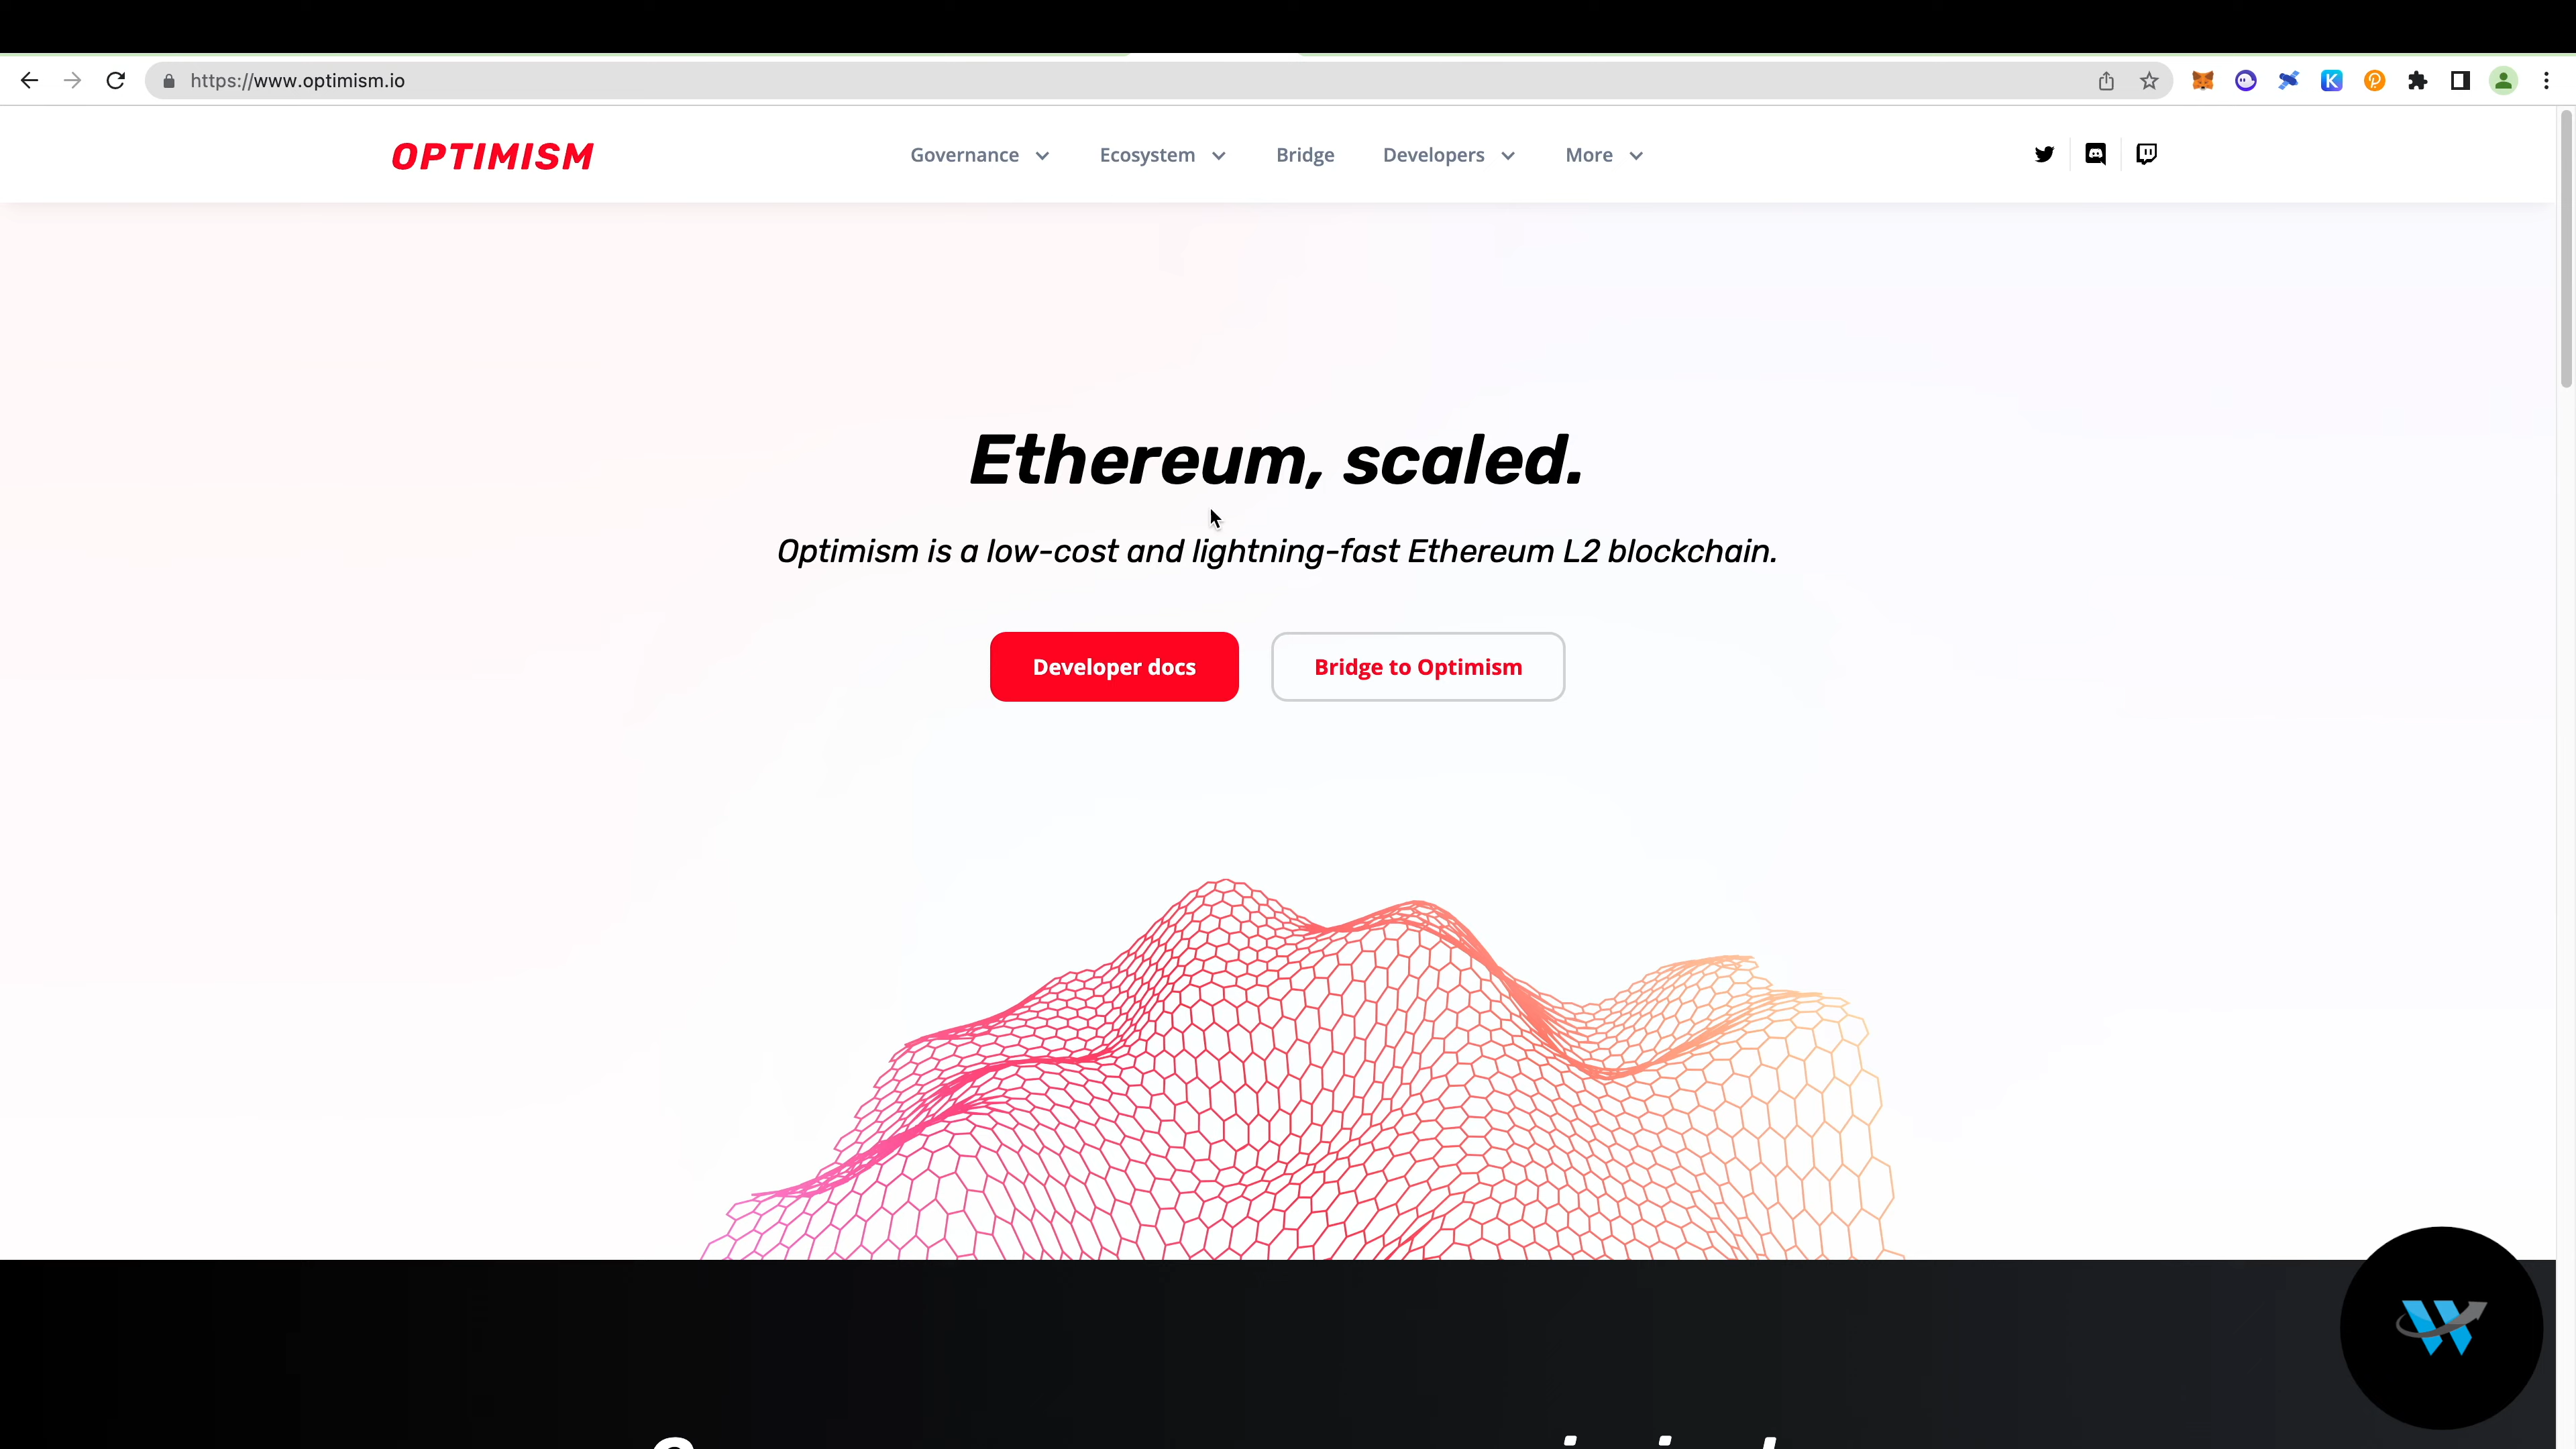 https://www.optimism.io
OPTIMISM
Governance
Ecosystem
Bridge
Developers
More
Ethereum, scaled.
Optimism is a low-cost and lightning-fast Ethereum L2 blockchain.
Developer docs
Bridge to Optimism